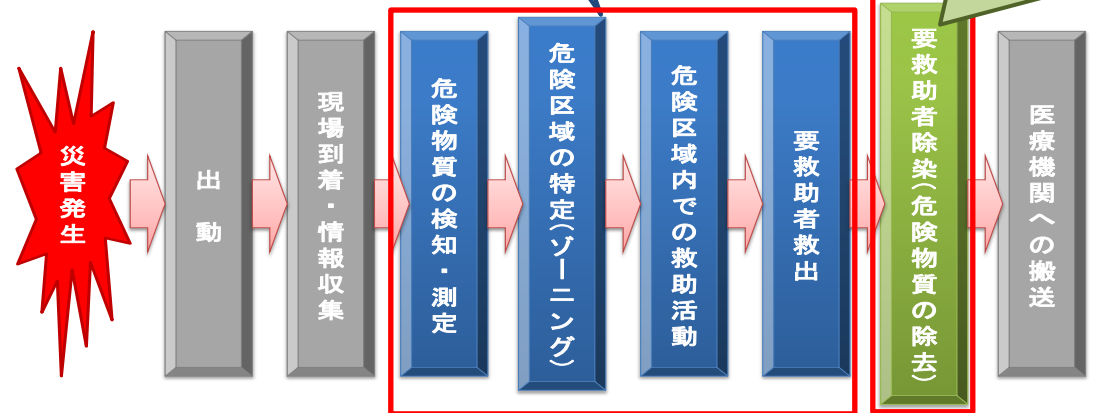 災害発生
出動
現場到着・情報収集
危険物質の検知・測定
危険区域の特定(ゾーニング)
危険区域内での救助活動
要救助者救出
要救助者除染(危険物質の除去)
医療機関への搬送